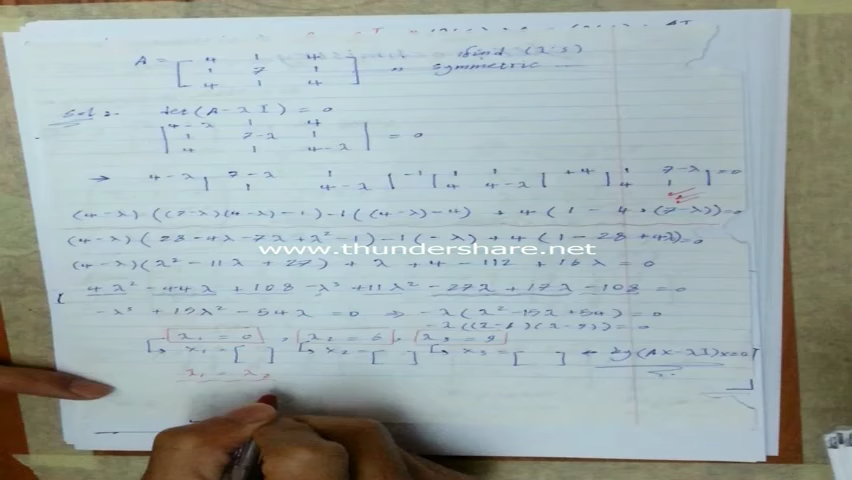 A = [ 4 1 4
1 7 1
4 1 4 ] symmetric
Sol 2. det(A - λI) = 0
| 4-λ 1 4
1 7-λ 1
4 1 4-λ | = 0
→ 4-λ | 7-λ 1 | -1 | 1 1 | +4 | 1 7-λ | = 0
1 4-λ 4 4-λ 4 1
(4-λ)((7-λ)(4-λ)-1)-1((4-λ)-4) + 4(1-4*(7-λ))=0
(4-λ)(28-4λ-7λ+λ²-1)-1(-λ)+4(1-28+4λ)=0
www.thundershare.net
(4-λ)(λ²-11λ+27) + λ + 4 - 112 + 16λ = 0
4λ² - 44λ + 108 - λ³ + 11λ² - 27λ + 17λ - 108 = 0
-λ³ + 15λ² - 54λ = 0 ⇒ -λ(λ²-15λ+54) = 0
-λ((λ-6)(λ-9))=0
λ₁ = 0 , λ₂ = 6 , λ₃ = 9
↳ x₁ = [ ] ↳ x₂ = [ ] ↳ x₃ = [ ] ← by(AX-λI)x=0
λ₁ = λ₂